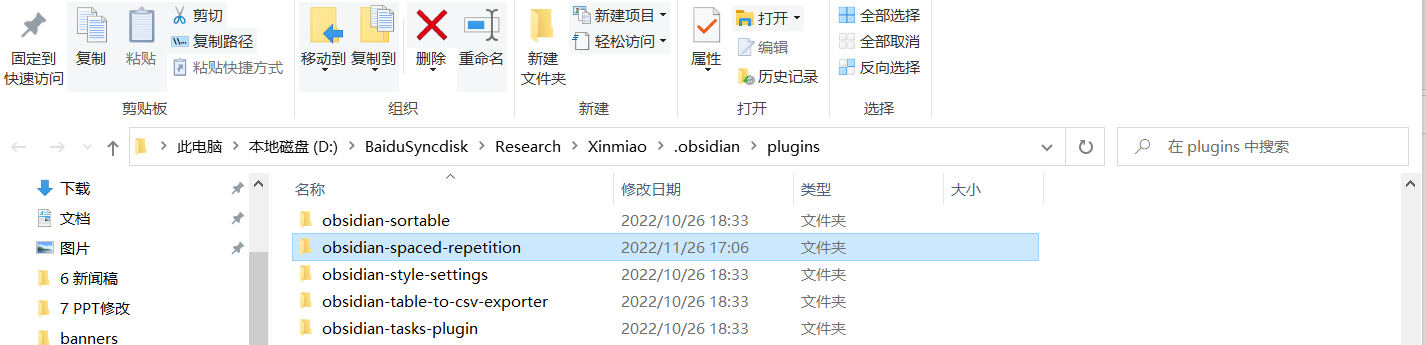 固定到
快速访问
复制
粘贴
剪切
复制路径
粘贴快捷方式
剪贴板
移动到
复制到
删除
重命名
组织
新建
文件夹
新建项目
轻松访问
新建
属性
打开
编辑
历史记录
打开
全部选择
全部取消
反向选择
选择
此电脑 本地磁盘 (D:) BaiduSyncdisk Research Xinmiao .obsidian plugins
在 plugins 中搜索
下载
文档
图片
6 新闻稿
7 PPT修改
banners
名称 修改日期 类型 大小
obsidian-sortable 2022/10/26 18:33 文件夹
obsidian-spaced-repetition 2022/11/26 17:06 文件夹
obsidian-style-settings 2022/10/26 18:33 文件夹
obsidian-table-to-csv-exporter 2022/10/26 18:33 文件夹
obsidian-tasks-plugin 2022/10/26 18:33 文件夹